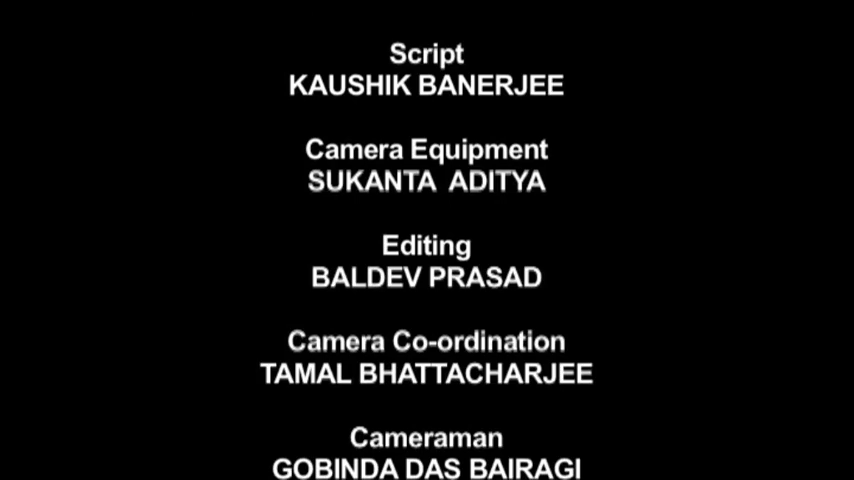 Script
KAUSHIK BANERJEE
Camera Equipment
SUKANTA ADITYA
Editing
BALDEV PRASAD
Camera Co-ordination
TAMAL BHATTACHARJEE
Cameraman
GOBINDA DAS BAIRAGI